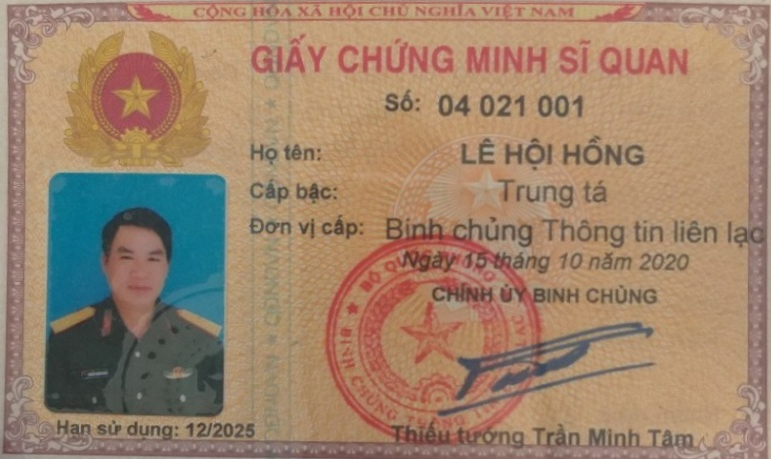 CỘNG HÒA XÃ HỘI CHỦ NGHĨA VIỆT NAM
GIẤY CHỨNG MINH SĨ QUAN
Số: 04 021 001
Họ tên: LÊ HỘI HỒNG
Cấp bậc: Trung tá
Đơn vị cấp: Binh chủng Thông tin liên lạc
Ngày 15 tháng 10 năm 2020
CHÍNH ỦY BINH CHỦNG
Hạn sử dụng: 12/2025
Thiếu tướng Trần Minh Tâm